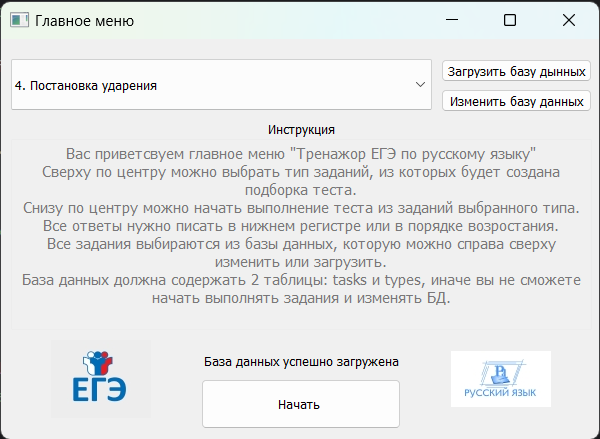 Главное меню
4. Постановка ударения
Загрузить базу дынных
Изменить базу данных
Инструкция
Вас приветсвуем главное меню "Тренажор ЕГЭ по русскому языку"
Сверху по центру можно выбрать тип заданий, из которых будет создана
подборка теста.
Снизу по центру можно начать выполнение теста из заданий выбранного типа.
Все ответы нужно писать в нижнем регистре или в порядке возростания.
Все задания выбираются из базы данных, которую можно справа сверху
изменить или загрузить.
База данных должна содержать 2 таблицы: tasks и types, иначе вы не сможете
начать выполнять задания и изменять БД.
ЕГЭ
База данных успешно загружена
Начать
РУССКИЙ ЯЗЫК